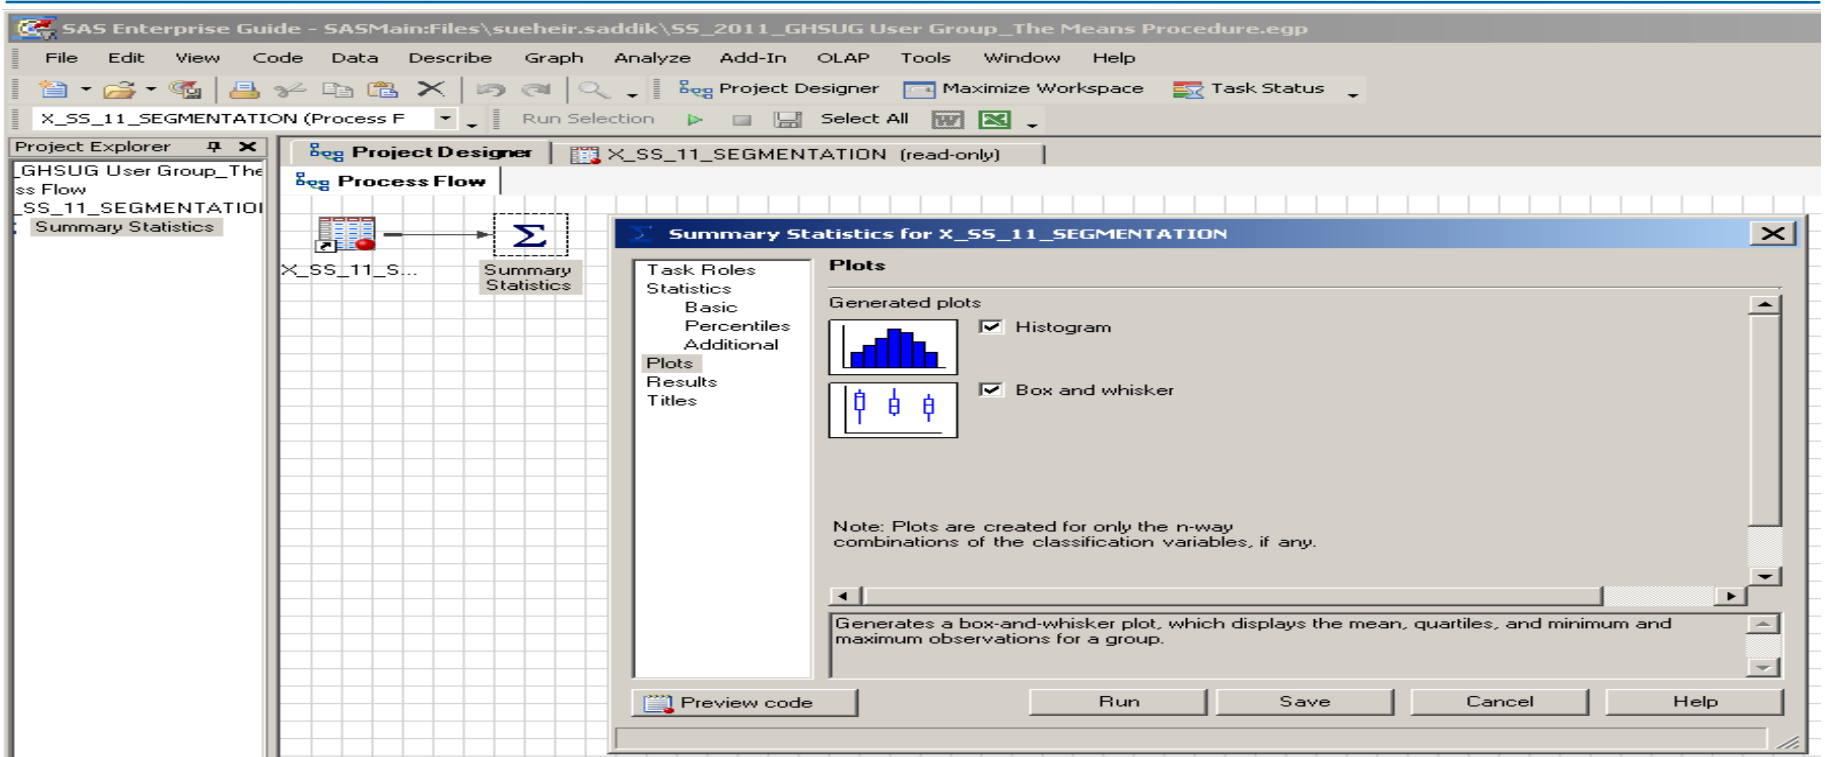 SAS Enterprise Guide - SASMain:Files\sueheir.saddik\SS_2011_GHSUG User Group_The Means Procedure.egp
File Edit View Code Data Describe Graph Analyze Add-In OLAP Tools Window Help
Project Designer Maximize Workspace Task Status
X_SS_11_SEGMENTATION (Process F Run Selection Select All
Project Explorer
_GHSUG User Group_The
ss Flow
_SS_11_SEGMENTATIO
Summary Statistics
Project Designer X_SS_11_SEGMENTATION (read-only)
Process Flow
X_SS_11_S...
Summary
Statistics
Summary Statistics for X_SS_11_SEGMENTATION
Task Roles
Statistics
Basic
Percentiles
Additional
Plots
Results
Titles
Plots
Generated plots
Histogram
Box and whisker
Note: Plots are created for only the n-way
combinations of the classification variables, if any.
Generates a box-and-whisker plot, which displays the mean, quartiles, and minimum and
maximum observations for a group.
Preview code Run Save Cancel Help